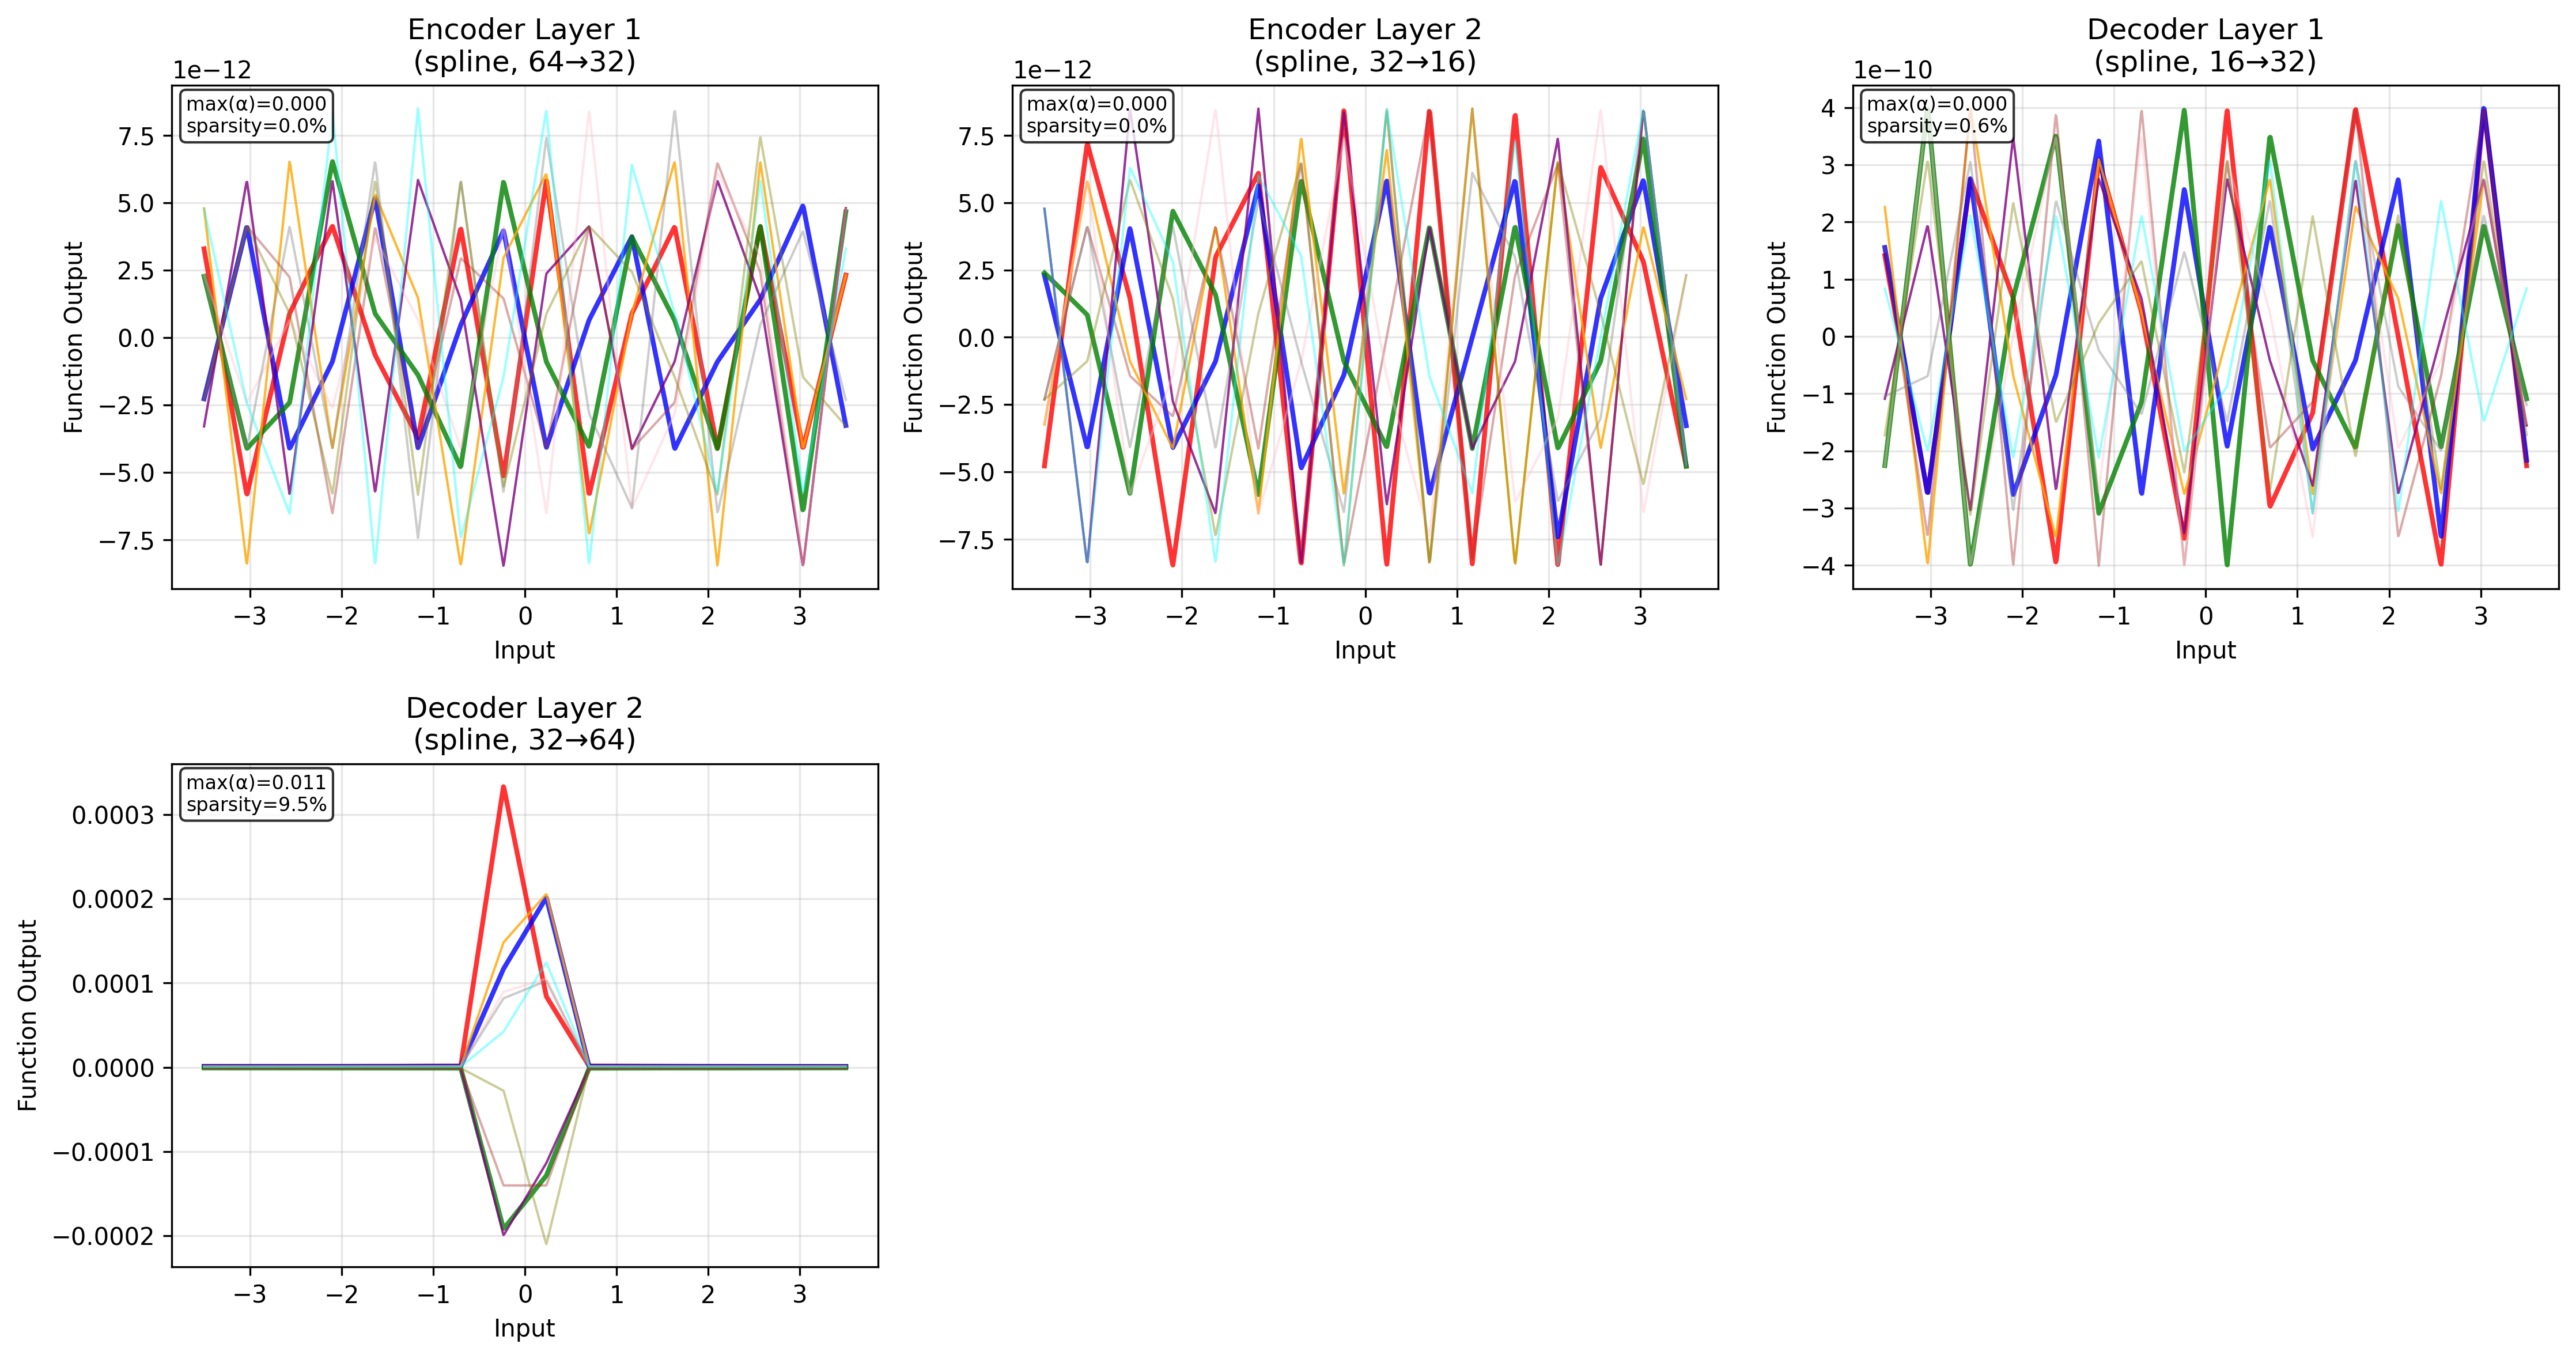 Encoder Layer 1
(spline, 64→32)
1e−12
max(α)=0.000
sparsity=0.0%
7.5
5.0
2.5
0.0
−2.5
−5.0
−7.5
Function Output
−3 −2 −1 0 1 2 3
Input
Encoder Layer 2
(spline, 32→16)
1e−12
max(α)=0.000
sparsity=0.0%
7.5
5.0
2.5
0.0
−2.5
−5.0
−7.5
Function Output
−3 −2 −1 0 1 2 3
Input
Decoder Layer 1
(spline, 16→32)
1e−10
max(α)=0.000
sparsity=0.6%
4
3
2
1
0
−1
−2
−3
−4
Function Output
−3 −2 −1 0 1 2 3
Input
Decoder Layer 2
(spline, 32→64)
max(α)=0.011
sparsity=9.5%
0.0003
0.0002
0.0001
0.0000
−0.0001
−0.0002
Function Output
−3 −2 −1 0 1 2 3
Input